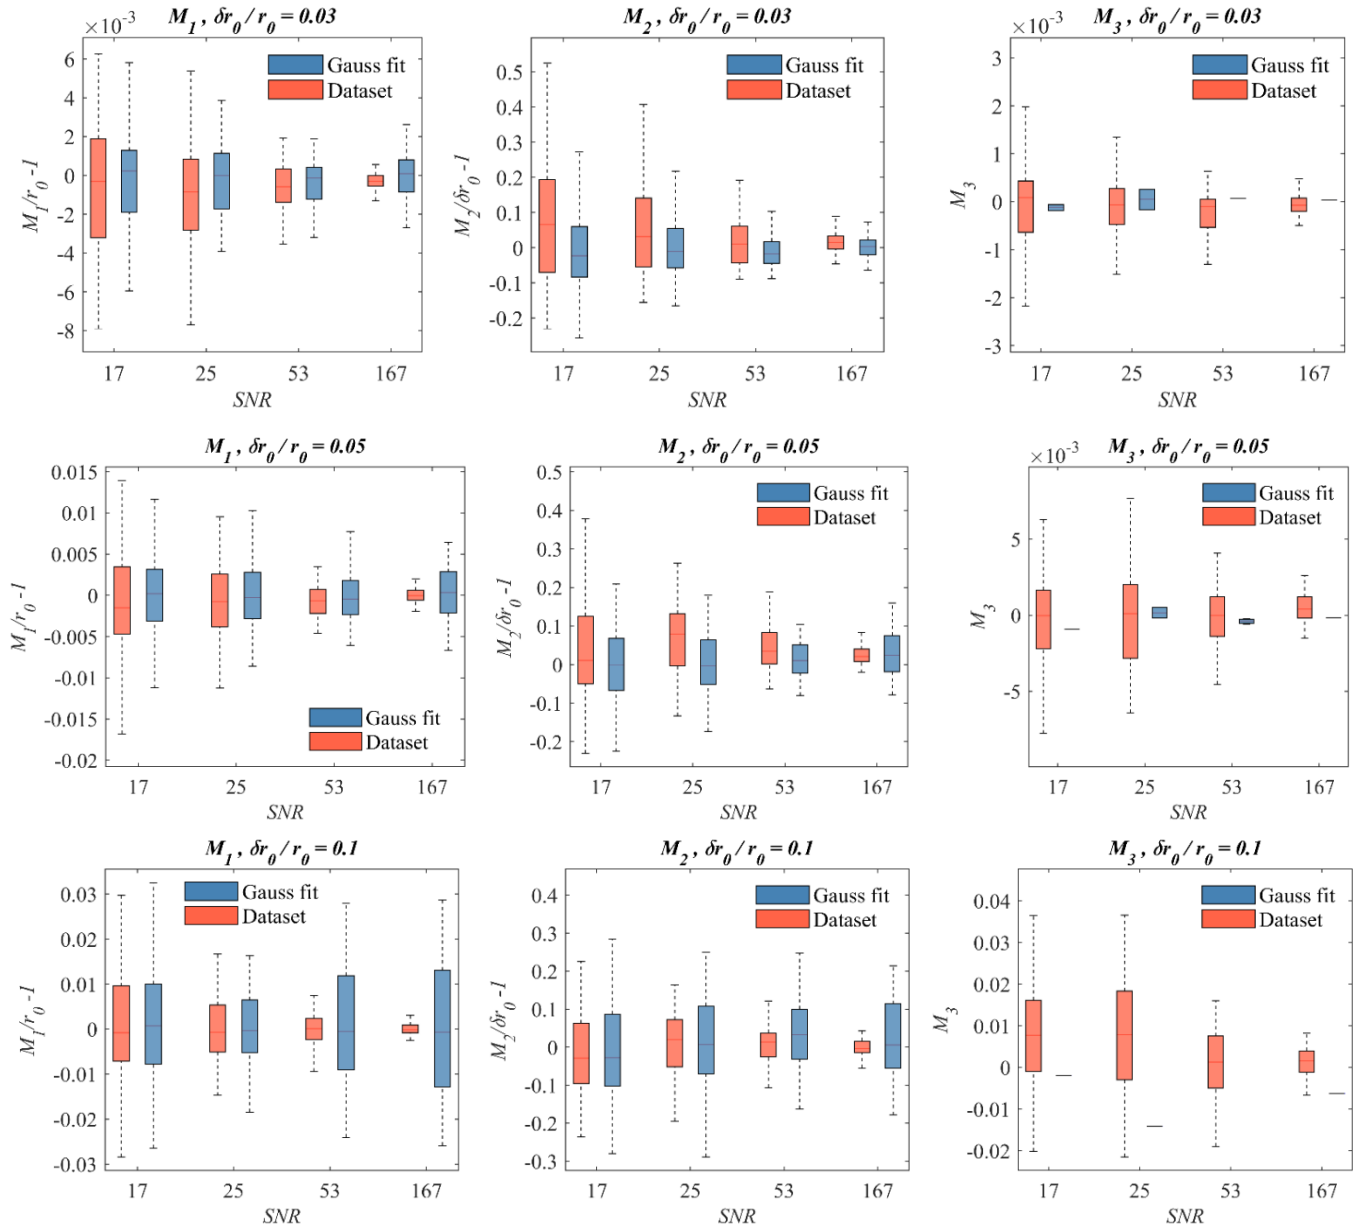 M₁ , δr₀ / r₀ = 0.03
×10⁻³
6
4
2
0
-2
-4
-6
-8
M₁/r₀ -1
Gauss fit
Dataset
17 25 53 167
SNR
M₂ , δr₀ / r₀ = 0.03
0.5
0.4
0.3
0.2
0.1
0
-0.1
-0.2
M₂/δr₀ -1
Gauss fit
Dataset
17 25 53 167
SNR
M₃ , δr₀ / r₀ = 0.03
×10⁻³
3
2
1
0
-1
-2
-3
M₃
Gauss fit
Dataset
17 25 53 167
SNR
M₁ , δr₀ / r₀ = 0.05
0.015
0.01
0.005
0
-0.005
-0.01
-0.015
-0.02
M₁/r₀ -1
Gauss fit
Dataset
17 25 53 167
SNR
M₂ , δr₀ / r₀ = 0.05
0.5
0.4
0.3
0.2
0.1
0
-0.1
-0.2
M₂/δr₀ -1
Gauss fit
Dataset
17 25 53 167
SNR
M₃ , δr₀ / r₀ = 0.05
×10⁻³
5
0
-5
M₃
Gauss fit
Dataset
17 25 53 167
SNR
M₁ , δr₀ / r₀ = 0.1
0.03
0.02
0.01
0
-0.01
-0.02
-0.03
M₁/r₀ -1
Gauss fit
Dataset
17 25 53 167
SNR
M₂ , δr₀ / r₀ = 0.1
0.4
0.3
0.2
0.1
0
-0.1
-0.2
-0.3
M₂/δr₀ -1
Gauss fit
Dataset
17 25 53 167
SNR
M₃ , δr₀ / r₀ = 0.1
0.04
0.03
0.02
0.01
0
-0.01
-0.02
M₃
Gauss fit
Dataset
17 25 53 167
SNR